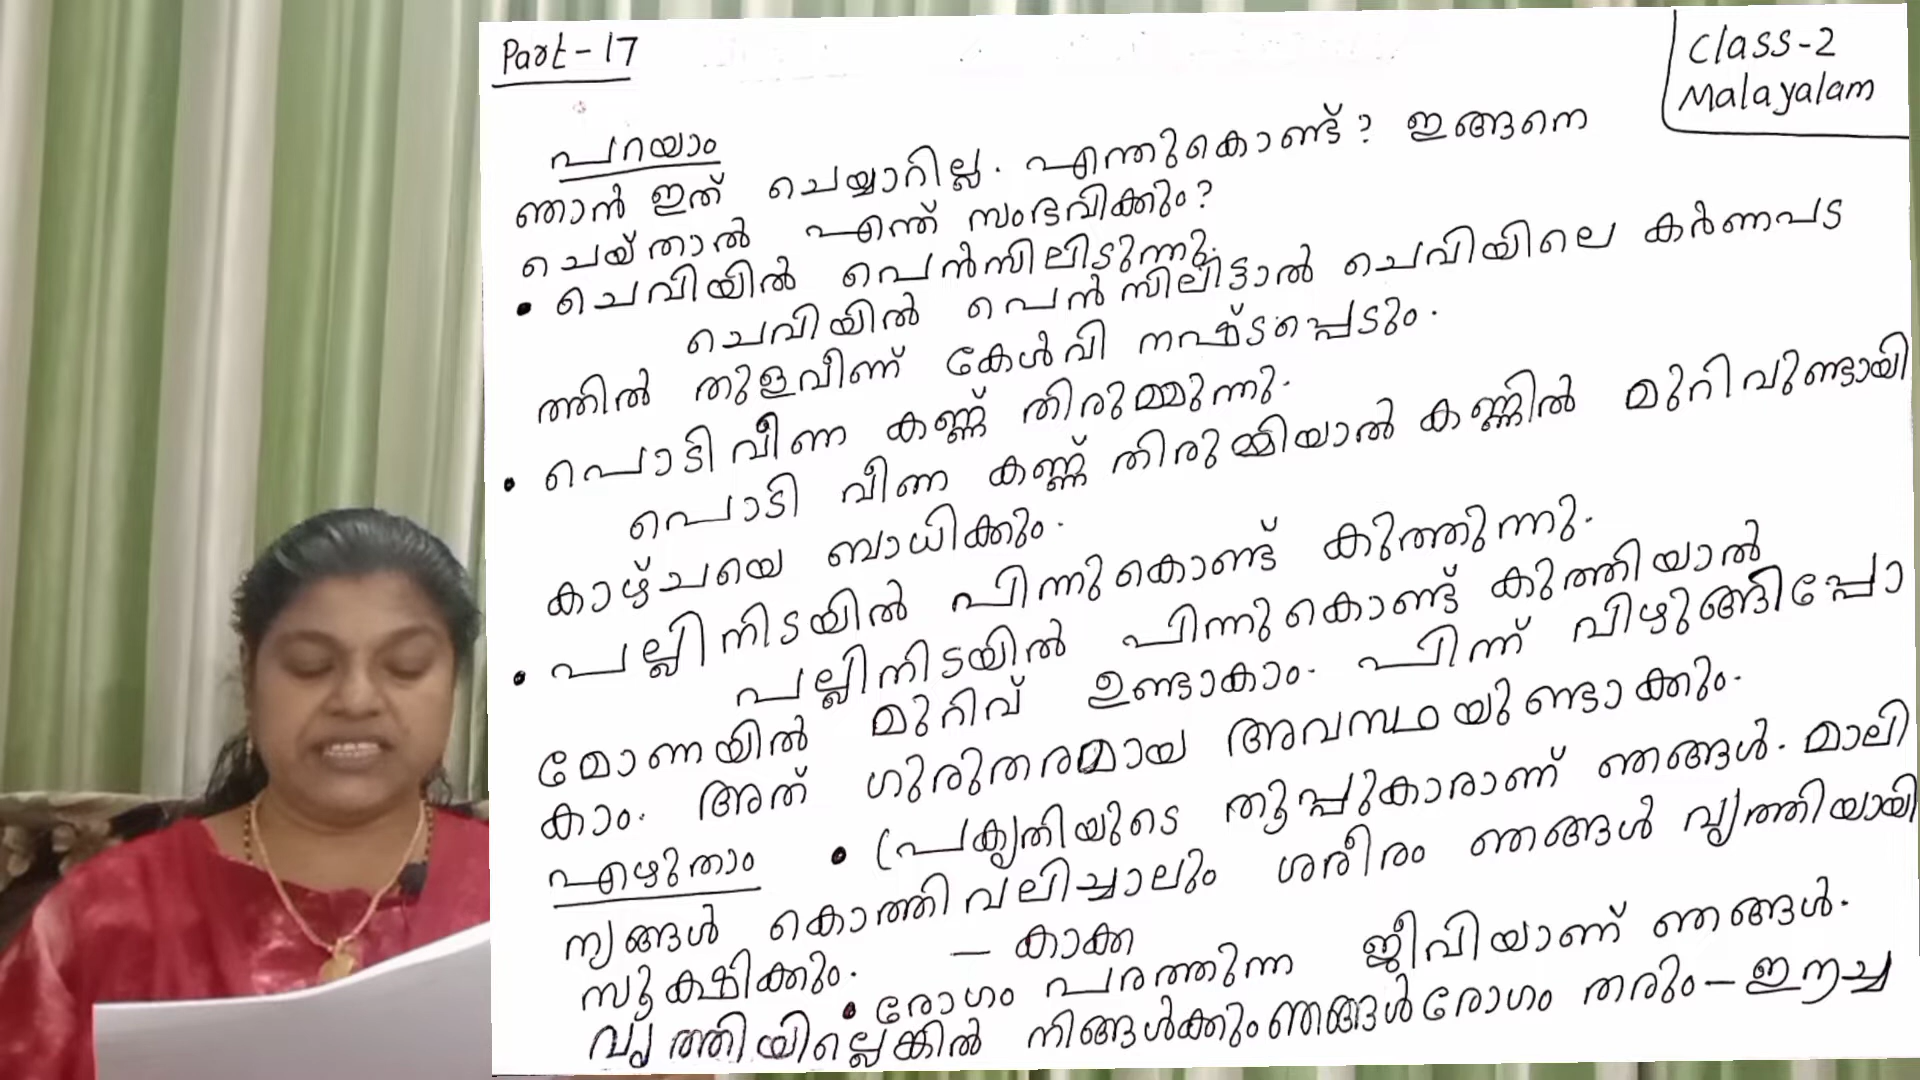 Part-17
Class-2
Malayalam
പറയാം
ഞാൻ ഇത് ചെയ്യാറില്ല. എന്തുകൊണ്ട്? ഇങ്ങനെ
ചെയ്താൽ എന്ത് സംഭവിക്കും?
• ചെവിയിൽ പെൻസിലിടുന്നു.
ചെവിയിൽ പെൻസിലിട്ടാൽ ചെവിയിലെ കർണപട
ത്തിൽ തുളവീണ് കേൾവി നഷ്ടപ്പെടും.
• പൊടി വീണ കണ്ണ് തിരുമ്മുന്നു.
പൊടി വീണ കണ്ണ് തിരുമ്മിയാൽ കണ്ണിൽ മുറിവുണ്ടായി
കാഴ്ചയെ ബാധിക്കും.
• പല്ലിനിടയിൽ പിന്നുകൊണ്ട് കുത്തുന്നു.
പല്ലിനിടയിൽ പിന്നുകൊണ്ട് കുത്തിയാൽ
മോണയിൽ മുറിവ് ഉണ്ടാകാം. പിന്ന് വിഴുങ്ങിപ്പോ
കാം. അത് ഗുരുതരമായ അവസ്ഥയുണ്ടാക്കും.
എഴുതാം • പ്രകൃതിയുടെ തൂപ്പുകാരാണ് ഞങ്ങൾ. മാലി
ന്യങ്ങൾ കൊത്തിവലിച്ചാലും ശരീരം ഞങ്ങൾ വൃത്തിയായി
സൂക്ഷിക്കും. – കാക്ക
• രോഗം പരത്തുന്ന ജീവിയാണ് ഞങ്ങൾ.
വൃത്തിയില്ലെങ്കിൽ നിങ്ങൾക്കും ഞങ്ങൾ രോഗം തരും – ഈച്ച